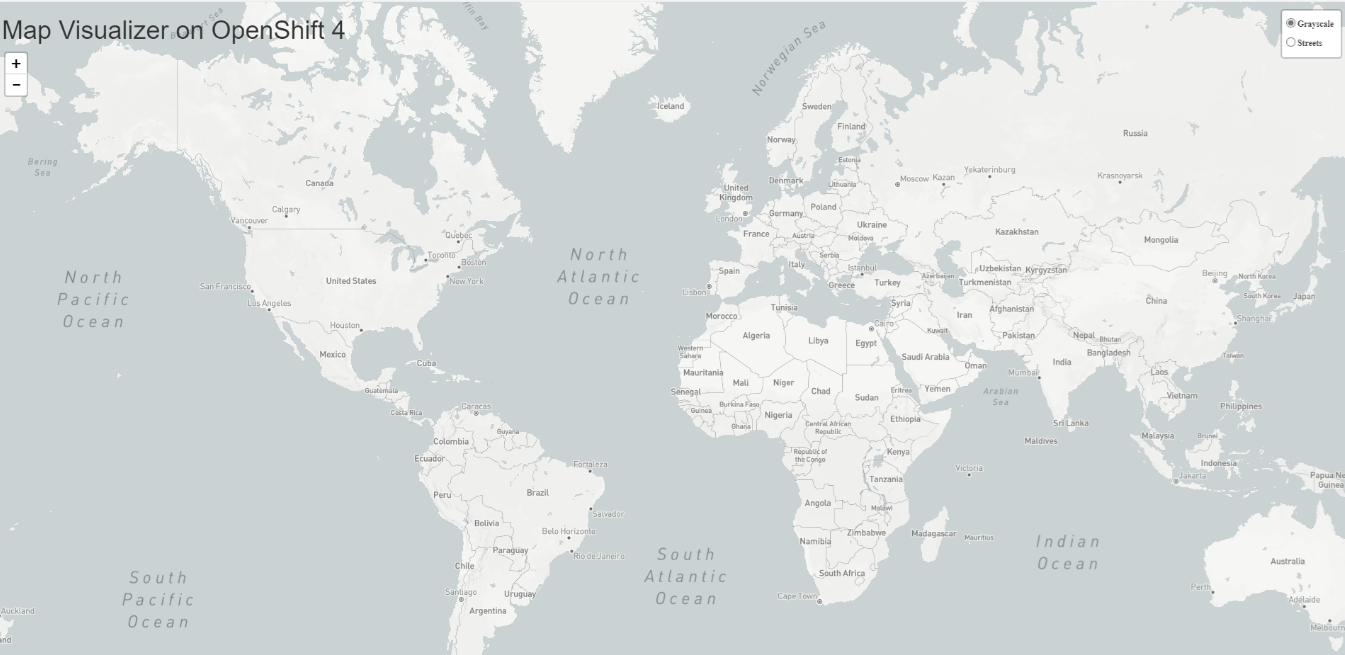 Map Visualizer on OpenShift 4
+
−
Grayscale
Streets
Norwegian Sea
Iceland
Sweden
Finland
Norway
Russia
Bering
Sea
Estonia
Canada
Denmark
Lithuania
Moscow
Kazan
Yekaterinburg
Krasnoyarsk
United
Kingdom
London
Poland
Germany
Calgary
Vancouver
Ukraine
France
Austria
Moldova
Kazakhstan
Mongolia
Quebec
Toronto
Boston
New York
North
Atlantic
Ocean
Serbia
Italy
Spain
Istanbul
Greece
Turkey
Azerbaijan
Uzbekistan
Kyrgyzstan
Turkmenistan
Beijing
North Korea
South Korea
Japan
North
Pacific
Ocean
San Francisco
Los Angeles
United States
Lisbon
Tunisia
Morocco
Syria
Iran
Afghanistan
China
Shanghai
Houston
Algeria
Libya
Cairo
Egypt
Kuwait
Pakistan
Nepal
Bhutan
Bangladesh
Taiwan
Mexico
Cuba
Western
Sahara
Saudi Arabia
Oman
India
Mumbai
Laos
Mauritania
Mali
Niger
Chad
Sudan
Eritrea
Yemen
Arabian
Sea
Vietnam
Guatemala
Senegal
Costa Rica
Caracas
Guinea
Burkina Faso
Ghana
Nigeria
Central African
Republic
Ethiopia
Sri Lanka
Philippines
Maldives
Malaysia
Brunei
Guyana
Colombia
Ecuador
Republic of
the Congo
Kenya
Indonesia
Fortaleza
Victoria
Jakarta
Papua Ne
Guinea
Tanzania
Peru
Brazil
Angola
Malawi
Salvador
Bolivia
Belo Horizonte
Namibia
Zimbabwe
Madagascar
Mauritius
Indian
Ocean
Paraguay
Rio de Janeiro
South
Atlantic
Ocean
Chile
South Africa
Australia
South
Pacific
Ocean
Santiago
Uruguay
Cape Town
Perth
Adelaide
Auckland
Argentina
Melbourn
and